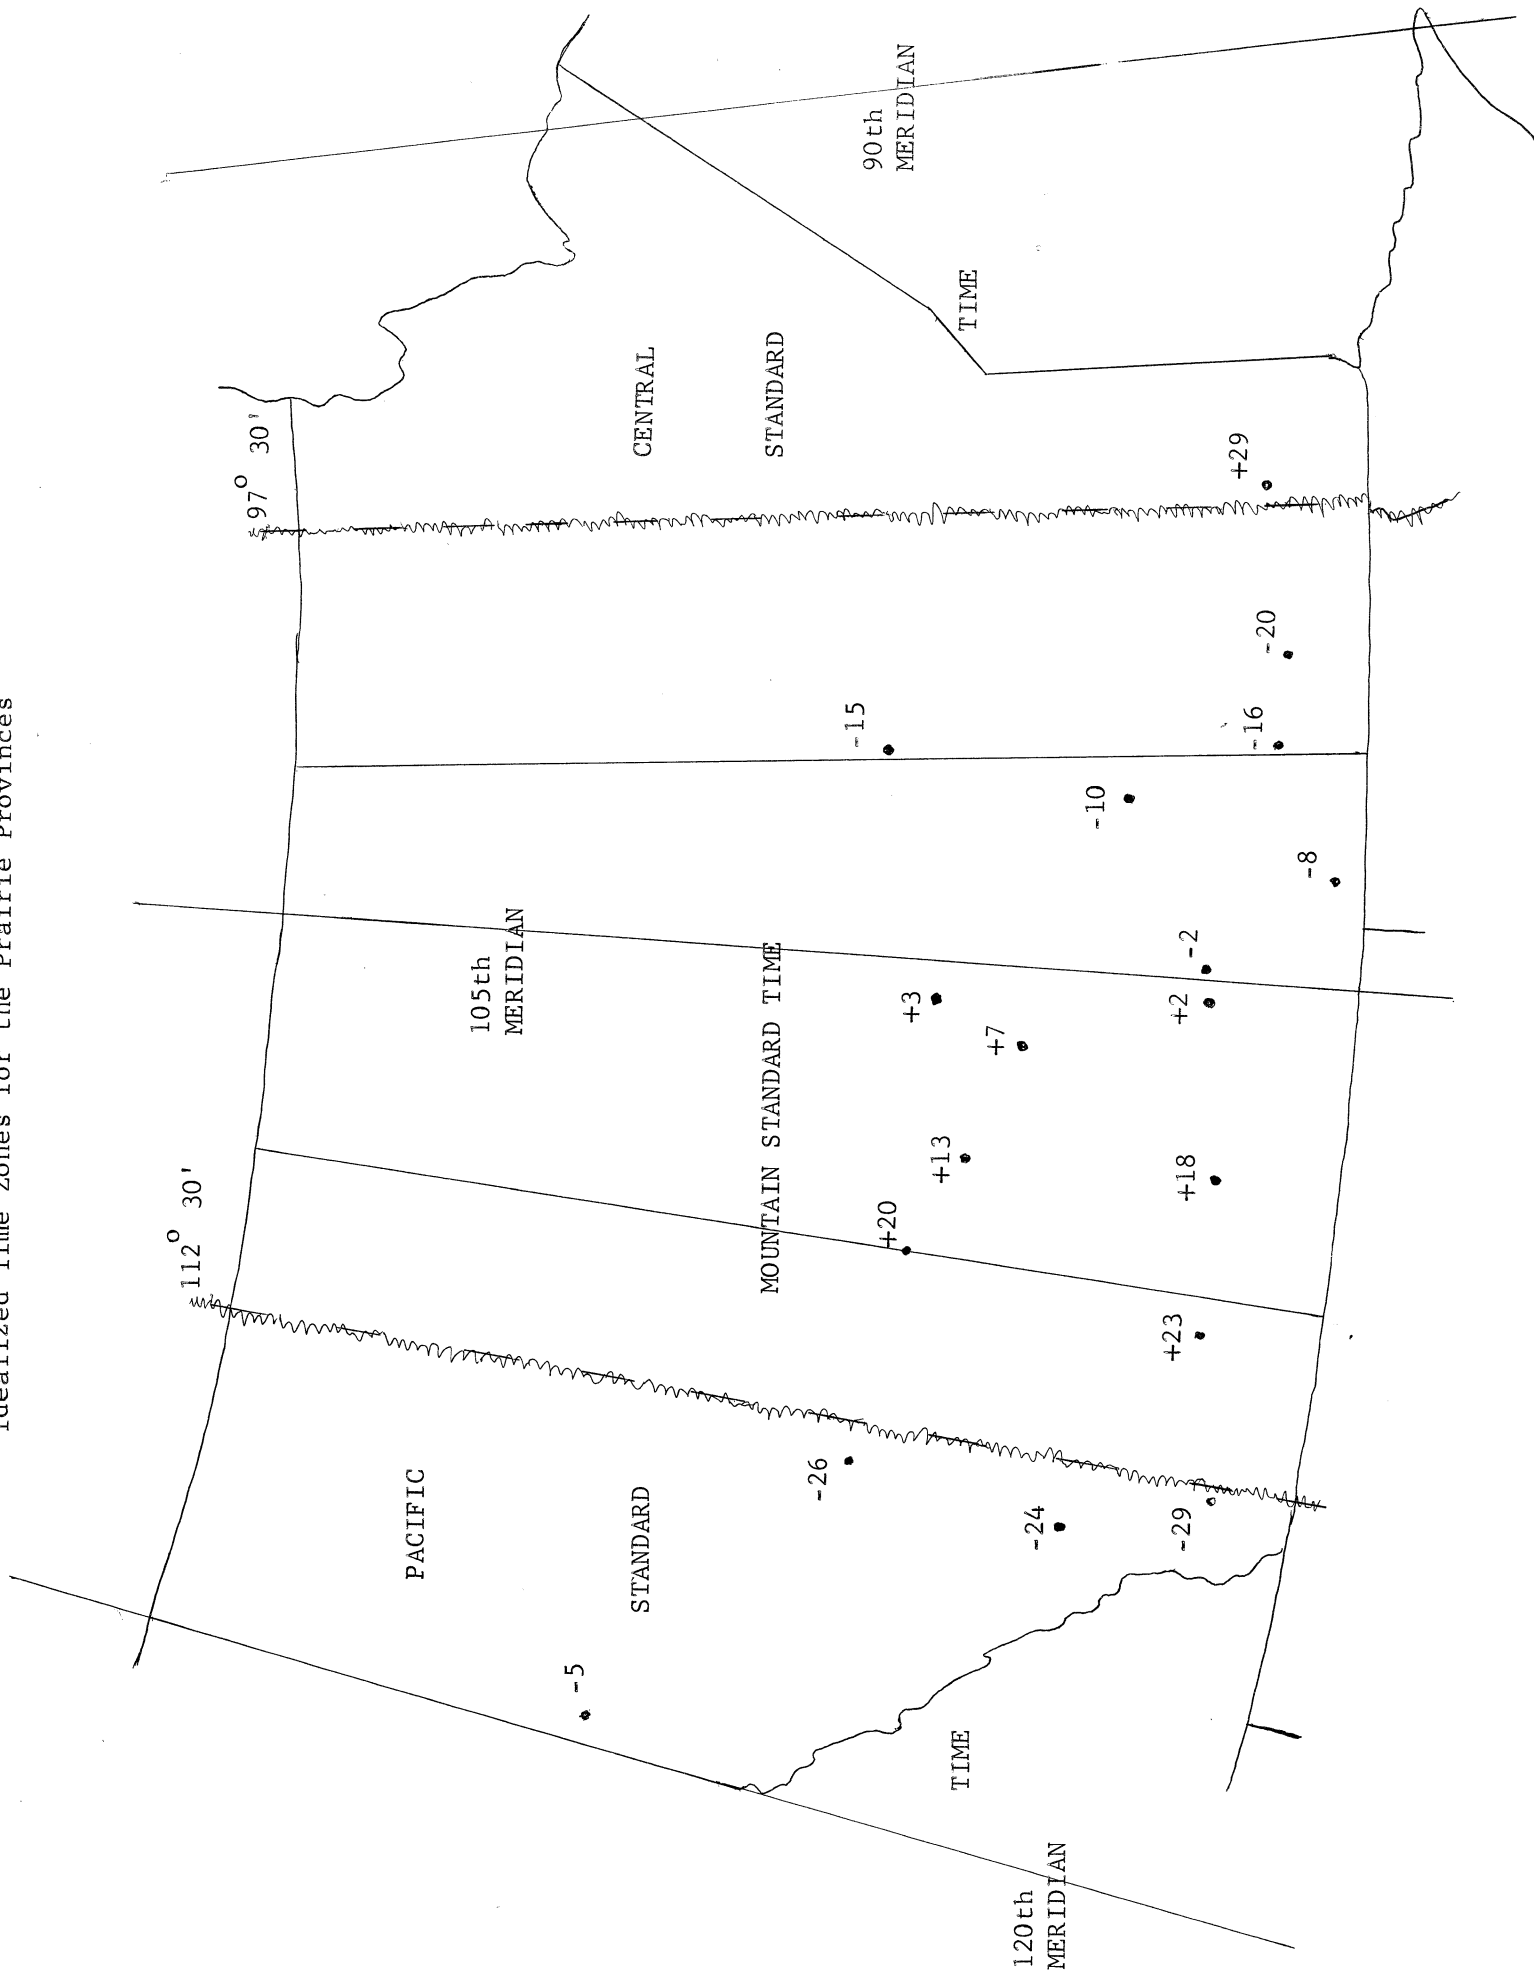 Idealized Time Zones for the Prairie Provinces
112° 30'
97° 30'
PACIFIC
STANDARD
TIME
105th
MERIDIAN
MOUNTAIN STANDARD TIME
CENTRAL
STANDARD
TIME
120th
MERIDIAN
90th
MERIDIAN
-5
-26
-24
-29
+20
+23
+13
+18
+3
+7
+2
-2
-15
-10
-8
-16
-20
+29